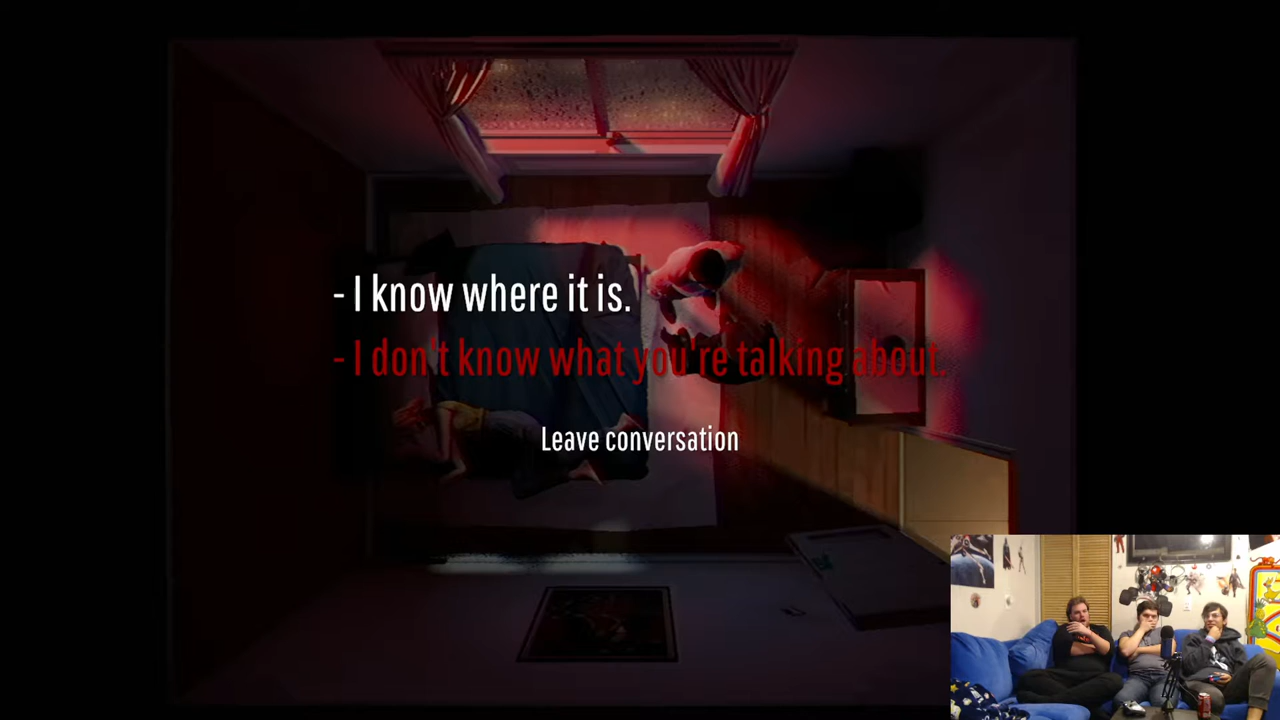 - I know where it is.
- I don't know what you're talking about.
Leave conversation